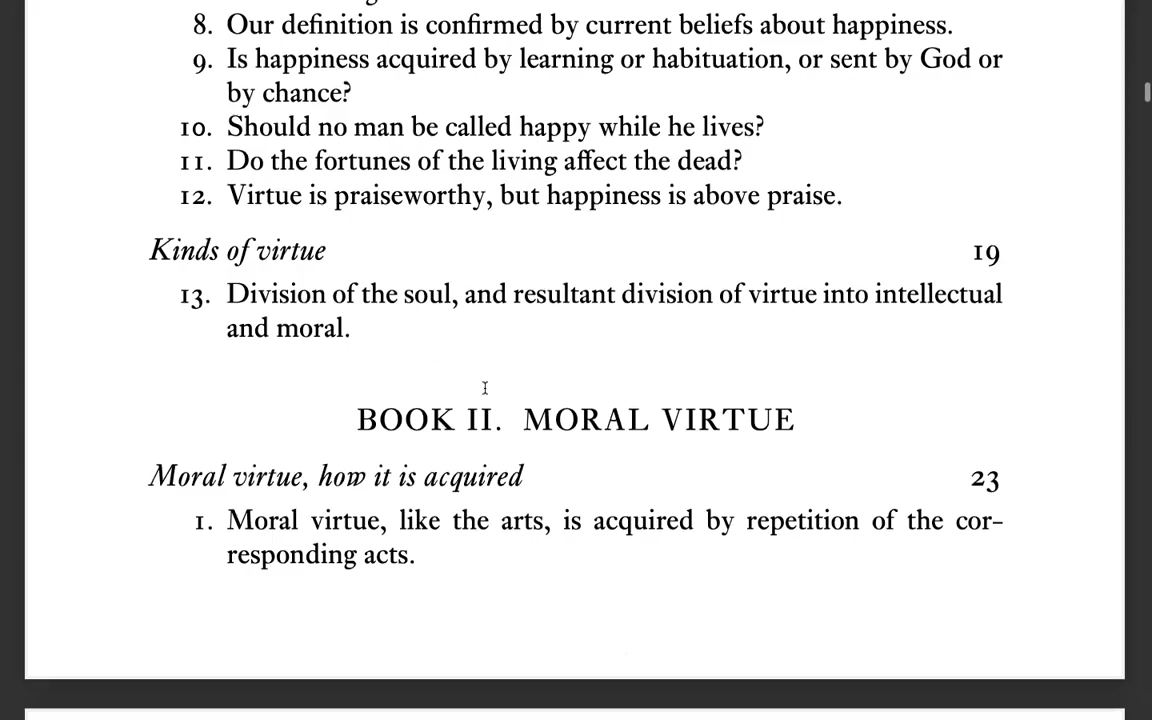 8. Our definition is confirmed by current beliefs about happiness.
9. Is happiness acquired by learning or habituation, or sent by God or
by chance?
10. Should no man be called happy while he lives?
11. Do the fortunes of the living affect the dead?
12. Virtue is praiseworthy, but happiness is above praise.
Kinds of virtue 19
13. Division of the soul, and resultant division of virtue into intellectual
and moral.
BOOK II. MORAL VIRTUE
Moral virtue, how it is acquired 23
1. Moral virtue, like the arts, is acquired by repetition of the cor-
responding acts.